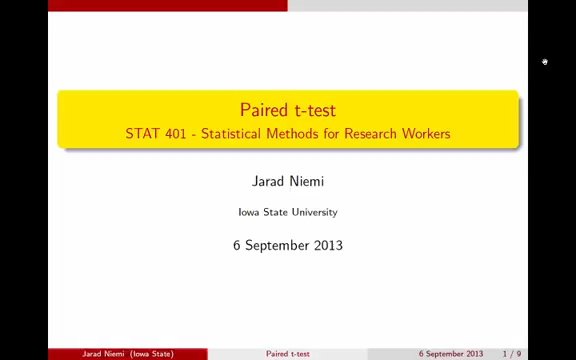 Paired t-test
STAT 401 - Statistical Methods for Research Workers
Jarad Niemi
Iowa State University
6 September 2013
Jarad Niemi (Iowa State)
Paired t-test
6 September 2013
1 / 9